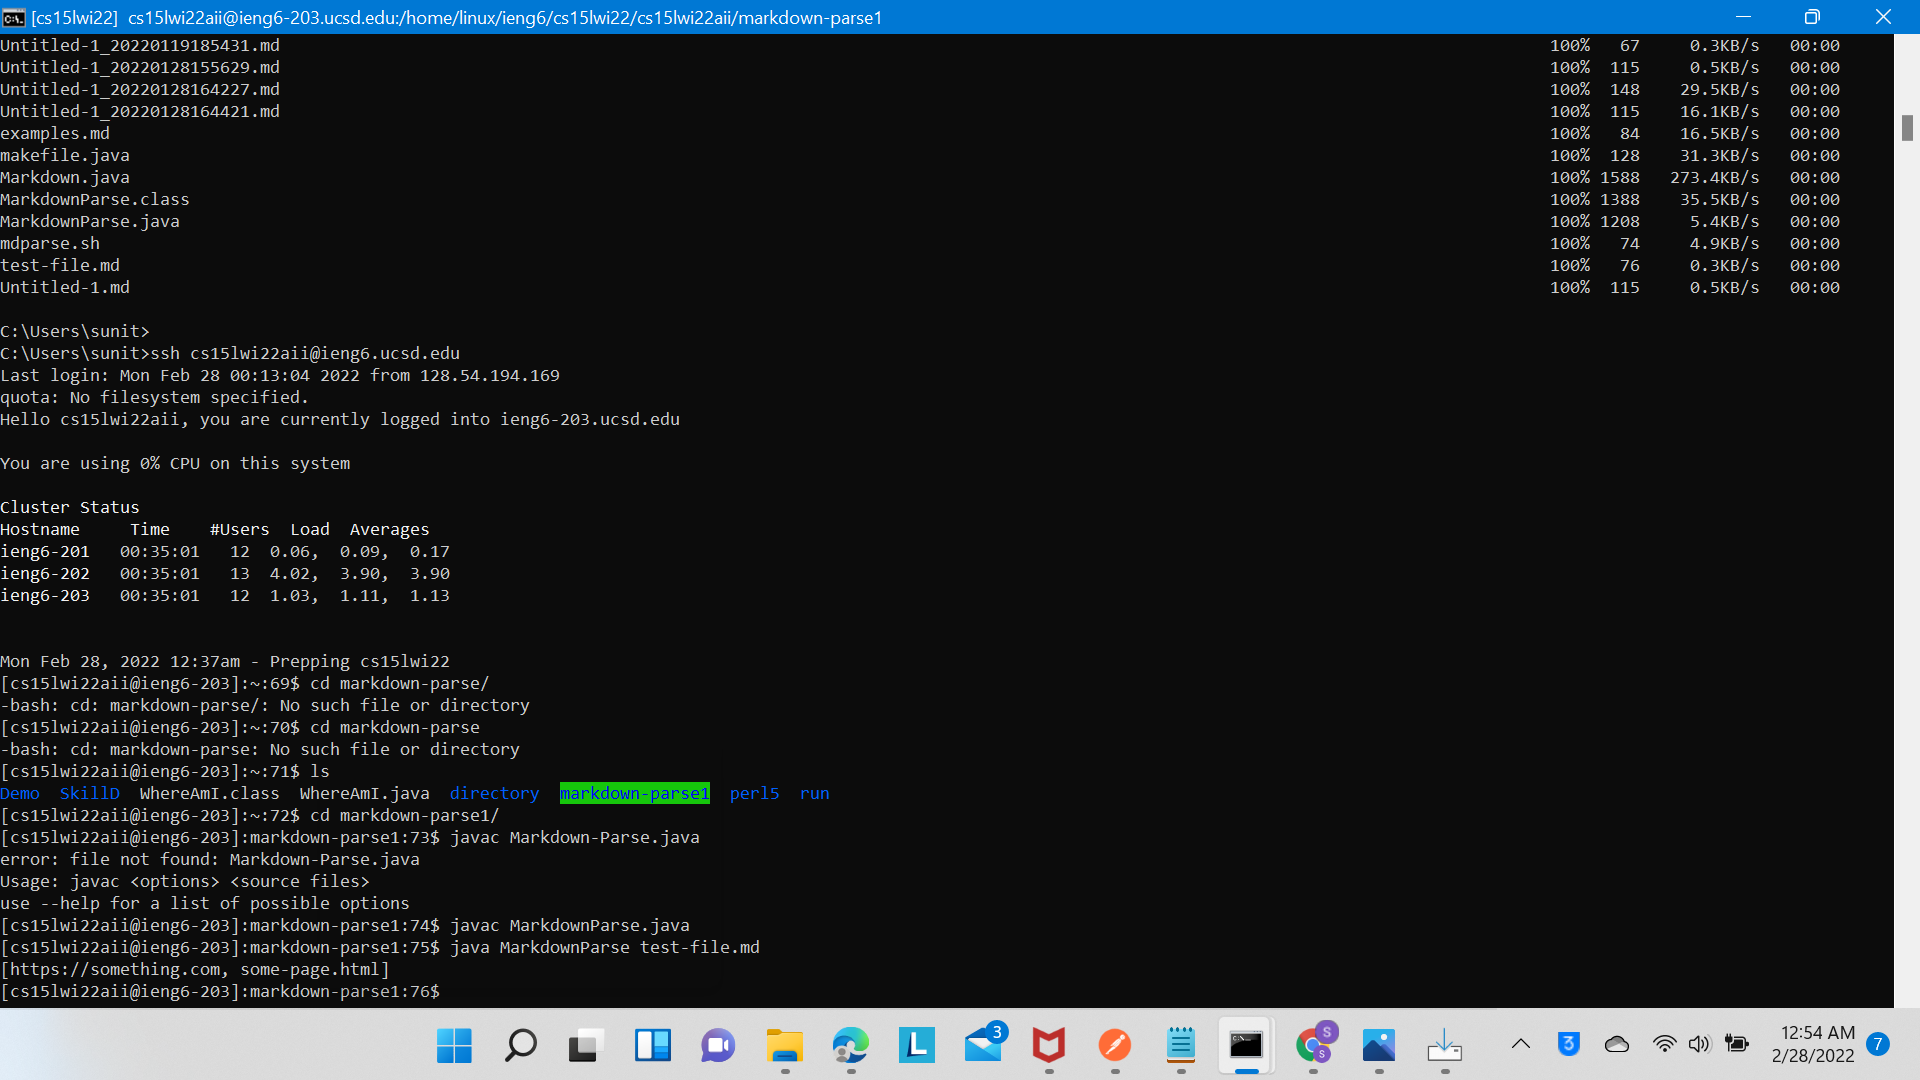 [cs15lwi22] cs15lwi22aii@ieng6-203.ucsd.edu:/home/linux/ieng6/cs15lwi22/cs15lwi22aii/markdown-parse1
Untitled-1_20220119185431.md 100% 67 0.3KB/s 00:00
Untitled-1_20220128155629.md 100% 115 0.5KB/s 00:00
Untitled-1_20220128164227.md 100% 148 29.5KB/s 00:00
Untitled-1_20220128164421.md 100% 115 16.1KB/s 00:00
examples.md 100% 84 16.5KB/s 00:00
makefile.java 100% 128 31.3KB/s 00:00
Markdown.java 100% 1588 273.4KB/s 00:00
MarkdownParse.class 100% 1388 35.5KB/s 00:00
MarkdownParse.java 100% 1208 5.4KB/s 00:00
mdparse.sh 100% 74 4.9KB/s 00:00
test-file.md 100% 76 0.3KB/s 00:00
Untitled-1.md 100% 115 0.5KB/s 00:00
C:\Users\sunit>
C:\Users\sunit>ssh cs15lwi22aii@ieng6.ucsd.edu
Last login: Mon Feb 28 00:13:04 2022 from 128.54.194.169
quota: No filesystem specified.
Hello cs15lwi22aii, you are currently logged into ieng6-203.ucsd.edu
You are using 0% CPU on this system
Cluster Status
Hostname Time #Users Load Averages
ieng6-201 00:35:01 12 0.06, 0.09, 0.17
ieng6-202 00:35:01 13 4.02, 3.90, 3.90
ieng6-203 00:35:01 12 1.03, 1.11, 1.13
Mon Feb 28, 2022 12:37am - Prepping cs15lwi22
[cs15lwi22aii@ieng6-203]:~:69$ cd markdown-parse/
-bash: cd: markdown-parse/: No such file or directory
[cs15lwi22aii@ieng6-203]:~:70$ cd markdown-parse
-bash: cd: markdown-parse: No such file or directory
[cs15lwi22aii@ieng6-203]:~:71$ ls
Demo SkillD WhereAmI.class WhereAmI.java directory markdown-parse1 perl5 run
[cs15lwi22aii@ieng6-203]:~:72$ cd markdown-parse1/
[cs15lwi22aii@ieng6-203]:markdown-parse1:73$ javac Markdown-Parse.java
error: file not found: Markdown-Parse.java
Usage: javac <options> <source files>
use --help for a list of possible options
[cs15lwi22aii@ieng6-203]:markdown-parse1:74$ javac MarkdownParse.java
[cs15lwi22aii@ieng6-203]:markdown-parse1:75$ java MarkdownParse test-file.md
[https://something.com, some-page.html]
[cs15lwi22aii@ieng6-203]:markdown-parse1:76$
L 3 S S 3 12:54 AM 7
2/28/2022